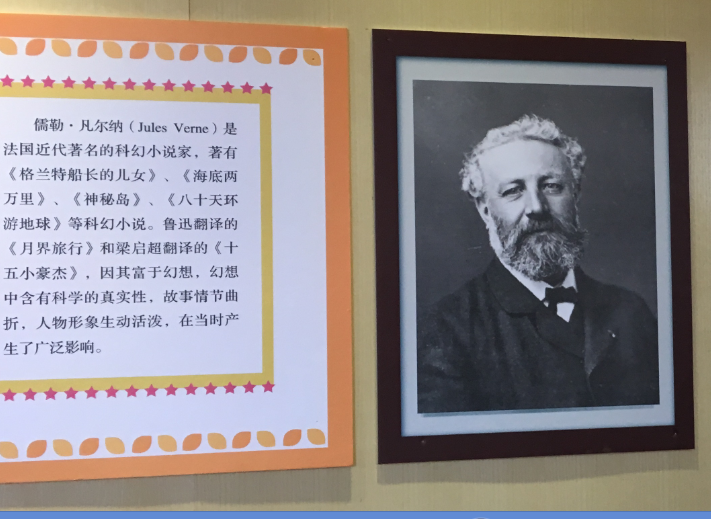 儒勒·凡尔纳（Jules Verne）是
法国近代著名的科幻小说家，著有
《格兰特船长的儿女》、《海底两
万里》、《神秘岛》、《八十天环
游地球》等科幻小说。鲁迅翻译的
《月界旅行》和梁启超翻译的《十
五小豪杰》，因其富于幻想，幻想
中含有科学的真实性，故事情节曲
折，人物形象生动活泼，在当时产
生了广泛影响。